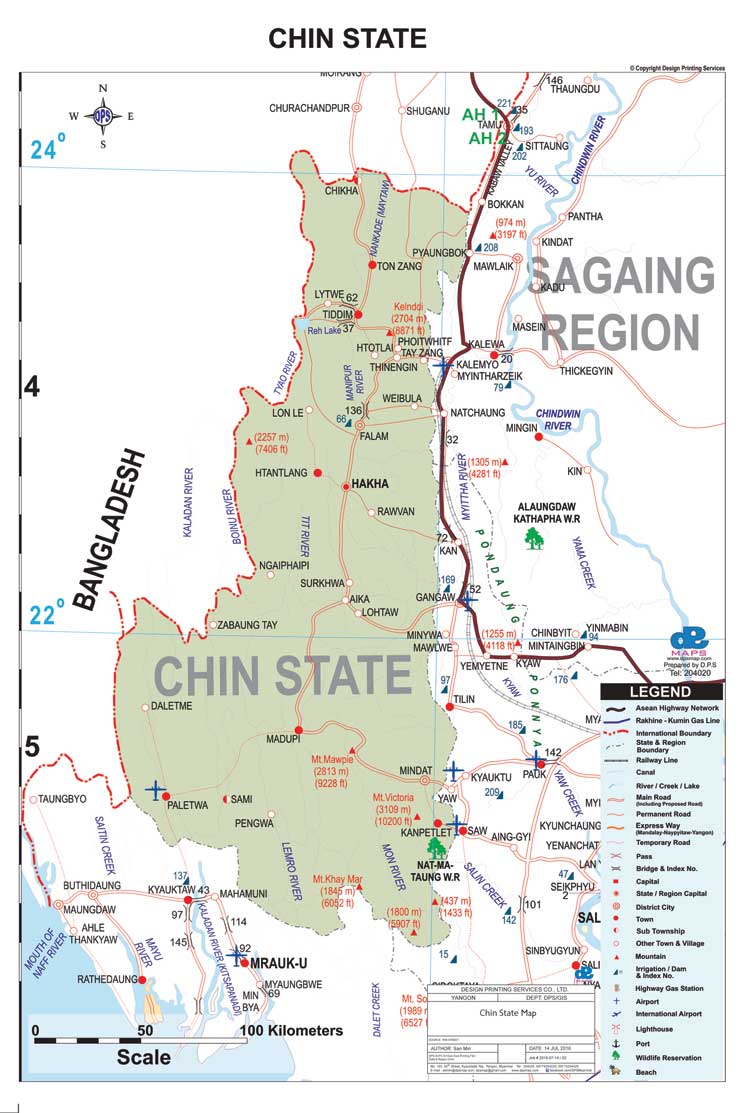 CHIN STATE
© Copyright Design Printing Services
MOIRANG
146
THAUNGDU
N
W
DPS
E
S
CHURACHANDPUR
SHUGANU
221
35
AH 1
TAMU
193
AH 2
SITTAUNG
202
24°
CHIKHA
NANKADE (MAYTAW)
KABAW VALLEY
YU RIVER
CHINDWIN RIVER
BOKKAN
PANTHA
(974 m)
(3197 ft)
KINDAT
208
PYAUNGBOK
MAWLAIK
TON ZANG
SAGAING
REGION
KADU
LYTWE
62
Kelnddi
(2704 m)
(8871 ft)
TIDDIM
MASEIN
Reh Lake
37
PHOITWHITF
KALEWA
HTOTLAI
TAY ZANG
20
THINENGIN
KALEMYO
THICKEGYIN
MYINTHARZEIK
79
TYAO RIVER
MANIPUR
RIVER
4
WEIBULA
LON LE
136
NATCHAUNG
CHINDWIN
RIVER
66
FALAM
MINGIN
32
(2257 m)
(7406 ft)
(1305 m)
(4281 ft)
KIN
HTANTLANG
HAKHA
MYITTHA RIVER
BANGLADESH
KALADAN RIVER
BOINU RIVER
TIT RIVER
RAWVAN
ALAUNGDAW
KATHAPHA W.R
72
KAN
PONDAUNG
YAMA CREEK
NGAIPHAIPI
SURKHWA
169
52
AIKA
GANGAW
LOHTAW
22°
ZABAUNG TAY
MINYWA
(1255 m)
(4118 ft)
CHINBYIT
YINMABIN
94
MAWLWE
MINTAINGBIN
MAPS
www.dpsmap.com
Prepared by D.P.S
Tel: 204020
YEMYETNE
KYAW
CHIN STATE
97
KYAW
176
TILIN
PONNYA
DALETME
MYA
185
MADUPI
5
Mt.Mawpie
(2813 m)
(9228 ft)
142
MINDAT
PAUK
KYAUKTU
TAUNGBYO
PALETWA
SAMI
Mt.Victoria
(3109 m)
(10200 ft)
YAW
209
YAW CREEK
MYI
PENGWA
KYUNCHAUNG
KANPETLET
SAW
YENANCHAT
AING-GYI
SAITIN CREEK
LEMRO RIVER
MON RIVER
NAT-MA-
TAUNG W.R
SALIN CREEK
LAN
137
Mt.Khay Mar
(1845 m)
(6052 ft)
47
SEIKPHYU
2
BUTHIDAUNG
KYAUKTAW
43
MAHAMUNI
101
MAUNGDAW
97
(1800 m)
(5907 ft)
(437 m)
(1433 ft)
142
SAL
AHLE
THANKYAW
114
MOUTH OF
NAFF RIVER
MAYU
RIVER
145
KALADAN RIVER (KITSAPANADI)
SINBYUGYUN
92
MRAUK-U
15
SALI
RATHEDAUNG
MYAUNGBWE
69
MIN
BYA
DALET CREEK
SIDOKTAYA
Mt. So
(1989 m
(6527 f
NYA
0
50
100 Kilometers
Scale
DESIGN PRINTING SERVICES CO., LTD.
YANGON
DEPT: DPS/GIS
Chin State Map
AUTHOR: San Min
DATE: 14 JUL 2016
LEGEND
Asean Highway Network
Rakhine - Kumin Gas Line
International Boundary
State & Region
Boundary
Railway Line
Canal
River / Creek / Lake
Main Road
(Including Proposed Road)
Permanent Road
Express Way
(Mandalay-Naypyitaw-Yangon)
Temporary Road
Pass
Bridge & Index No.
Capital
State / Region Capital
District City
Town
Sub Township
Other Town & Village
Mountain
Irrigation / Dam
& Index No.
Highway Gas Station
Airport
International Airport
Lighthouse
Port
Wildlife Reservation
Beach